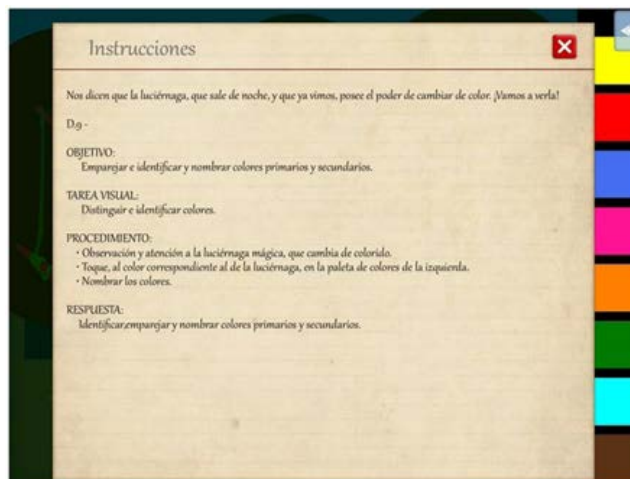 Instrucciones
Nos dicen que la luciérnaga, que sale de noche, y que ya vimos, posee el poder de cambiar de color. ¡Vamos a verla!
D.9 -
OBJETIVO:
Emparejar e identificar y nombrar colores primarios y secundarios.
TAREA VISUAL:
Distinguir e identificar colores.
PROCEDIMIENTO:
• Observación y atención a la luciérnaga mágica, que cambia de colorido.
• Toque, al color correspondiente al de la luciérnaga, en la paleta de colores de la izquierda.
• Nombrar los colores.
RESPUESTA:
Identificar,emparejar y nombrar colores primarios y secundarios.